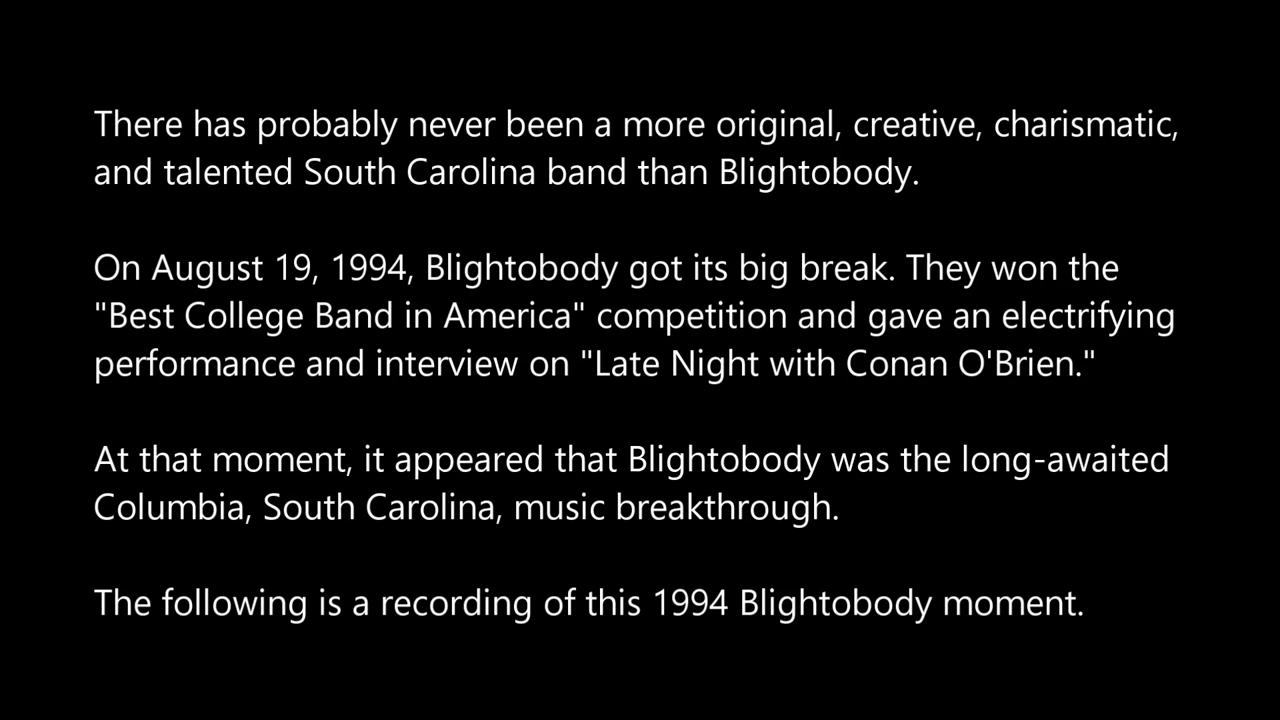 There has probably never been a more original, creative, charismatic,
and talented South Carolina band than Blightobody.
On August 19, 1994, Blightobody got its big break. They won the
"Best College Band in America" competition and gave an electrifying
performance and interview on "Late Night with Conan O'Brien."
At that moment, it appeared that Blightobody was the long-awaited
Columbia, South Carolina, music breakthrough.
The following is a recording of this 1994 Blightobody moment.